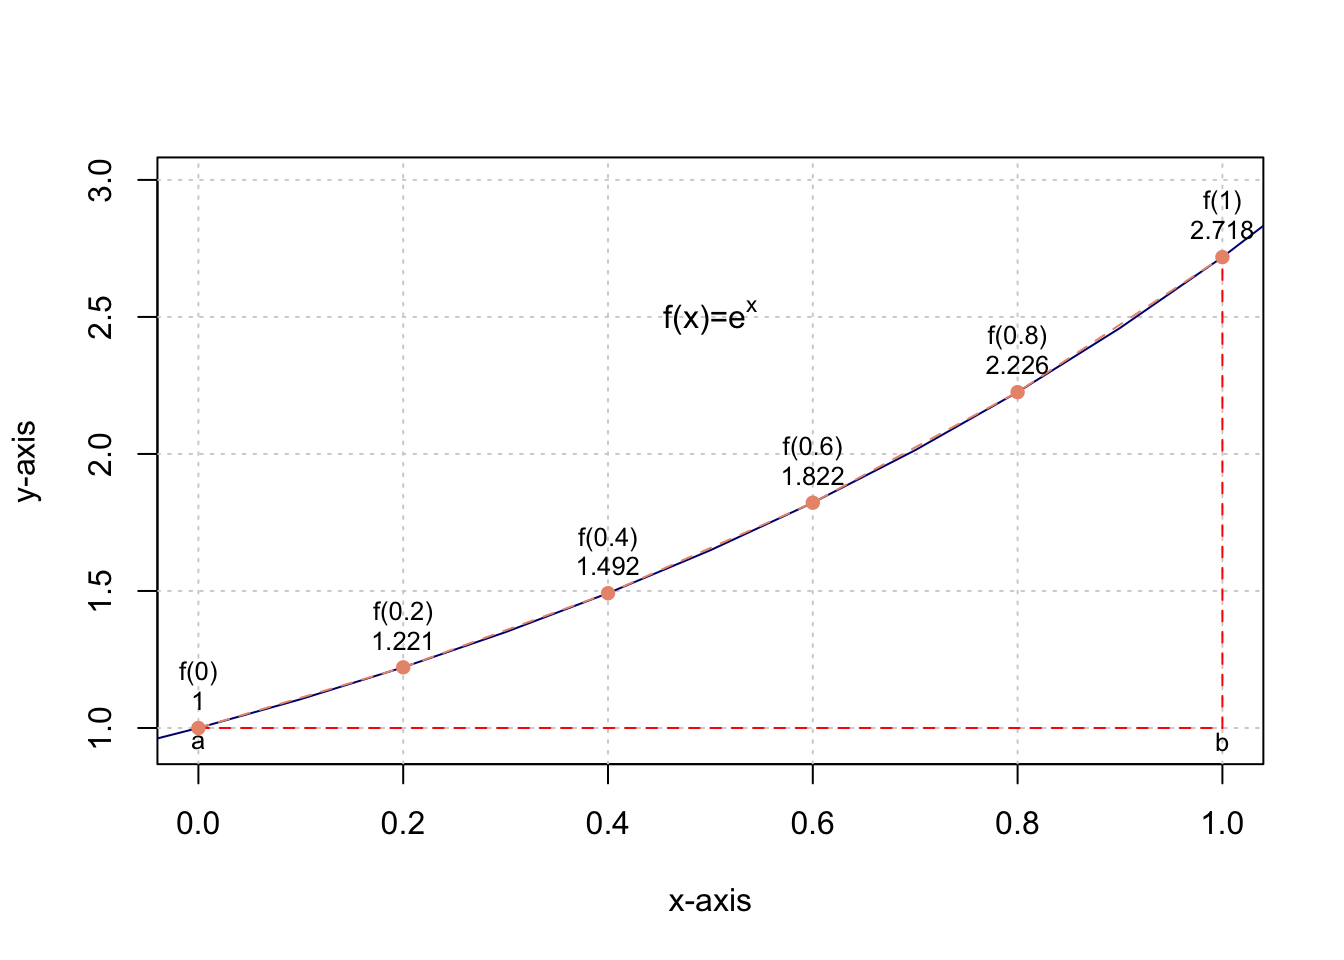 f(x)=e^x
f(0)
1
f(0.2)
1.221
f(0.4)
1.492
f(0.6)
1.822
f(0.8)
2.226
f(1)
2.718
a
b
3.0
2.5
2.0
1.5
1.0
y-axis
0.0 0.2 0.4 0.6 0.8 1.0
x-axis